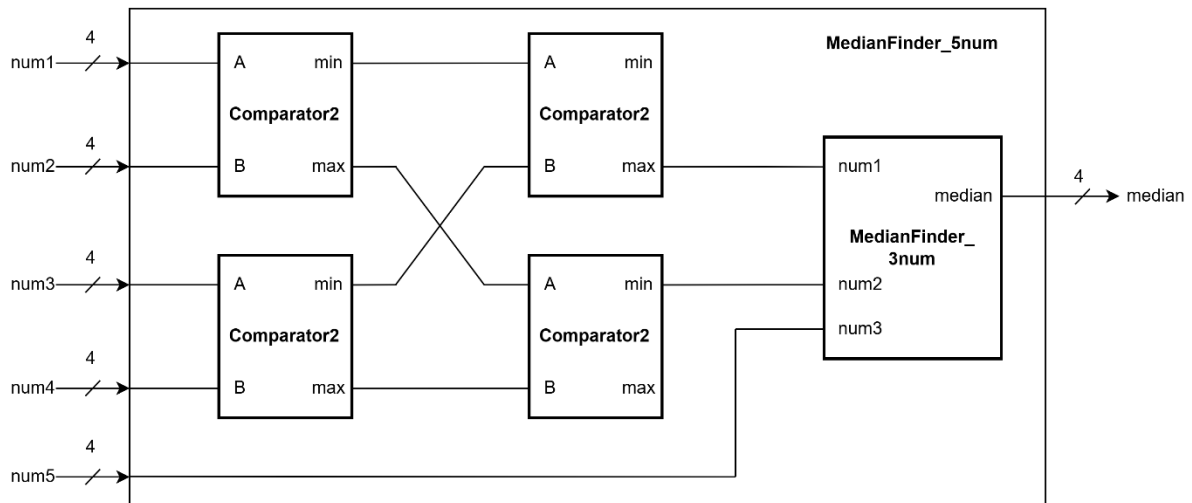 MedianFinder_5num
num1
4
num2
4
num3
4
num4
4
num5
4
A
min
Comparator2
B
max
A
min
Comparator2
B
max
A
min
Comparator2
B
max
A
min
Comparator2
B
max
num1
median
MedianFinder_
3num
num2
num3
4
median